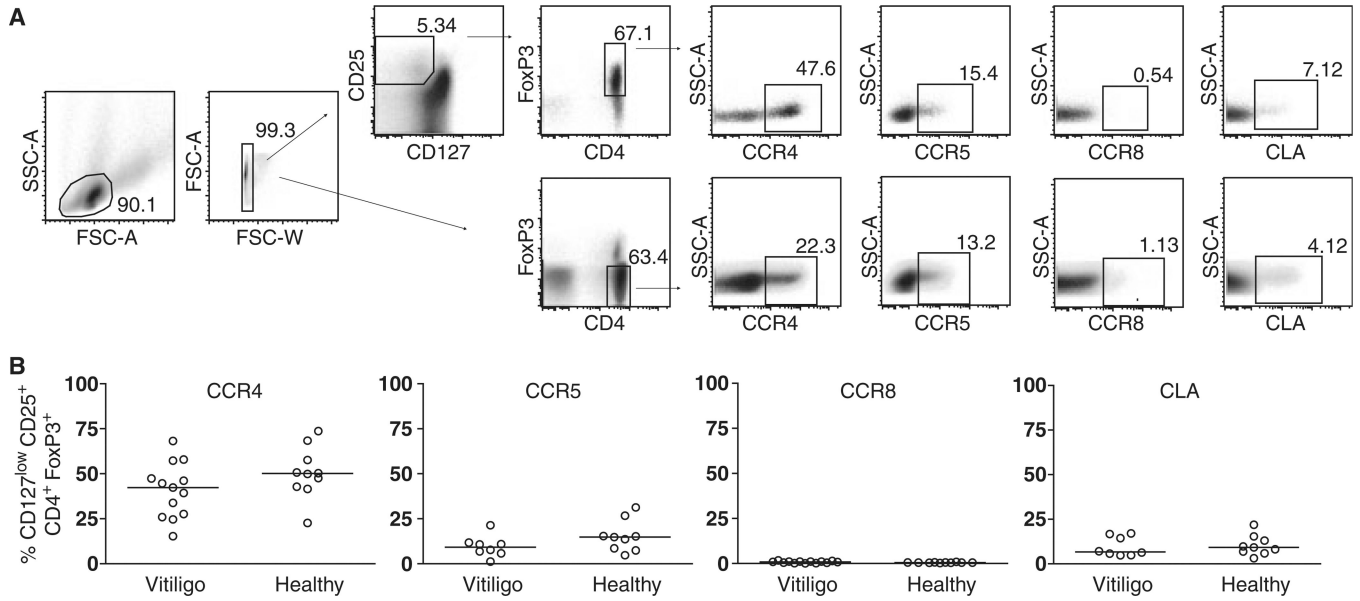 A
5.34
67.1
47.6
15.4
0.54
7.12
CD25
FoxP3
SSC-A
SSC-A
SSC-A
SSC-A
CD127
CD4
CCR4
CCR5
CCR8
CLA
99.3
90.1
SSC-A
FSC-A
FSC-A
FSC-W
63.4
22.3
13.2
1.13
4.12
FoxP3
SSC-A
SSC-A
SSC-A
SSC-A
CD4
CCR4
CCR5
CCR8
CLA
B
% CD127low CD25+
CD4+ FoxP3+
CCR4
100
75
50
25
0
Vitiligo Healthy
CCR5
100
75
50
25
0
Vitiligo Healthy
CCR8
100
75
50
25
0
Vitiligo Healthy
CLA
100
75
50
25
0
Vitiligo Healthy